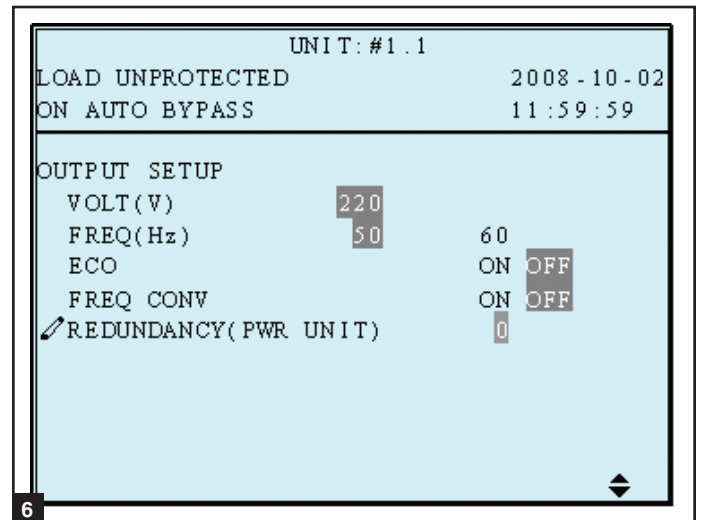 UNIT:#1.1
LOAD UNPROTECTED 2008-10-02
ON AUTO BYPASS 11:59:59
OUTPUT SETUP
VOLT(V) 220
FREQ(Hz) 50 60
ECO ON OFF
FREQ CONV ON OFF
REDUNDANCY(PWR UNIT) 0
6